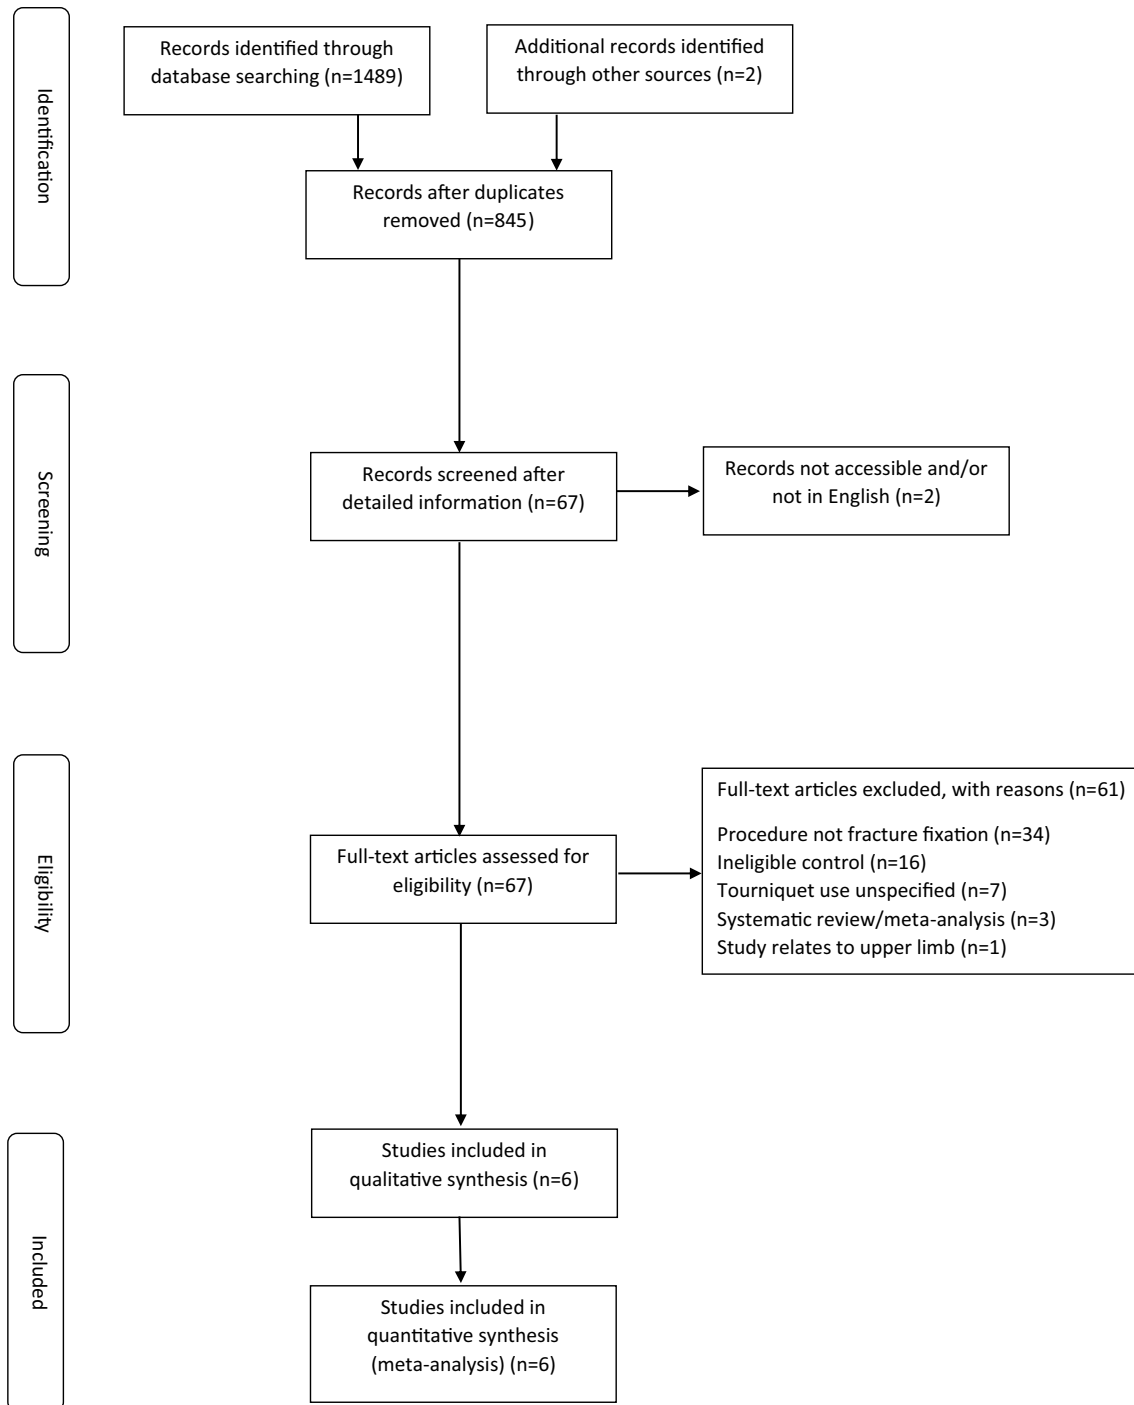 Identification
Records identified through
database searching (n=1489)
Additional records identified
through other sources (n=2)
Records after duplicates
removed (n=845)
Screening
Records screened after
detailed information (n=67)
Records not accessible and/or
not in English (n=2)
Eligibility
Full-text articles assessed for
eligibility (n=67)
Full-text articles excluded, with reasons (n=61)
Procedure not fracture fixation (n=34)
Ineligible control (n=16)
Tourniquet use unspecified (n=7)
Systematic review/meta-analysis (n=3)
Study relates to upper limb (n=1)
Included
Studies included in
qualitative synthesis (n=6)
Studies included in
quantitative synthesis
(meta-analysis) (n=6)